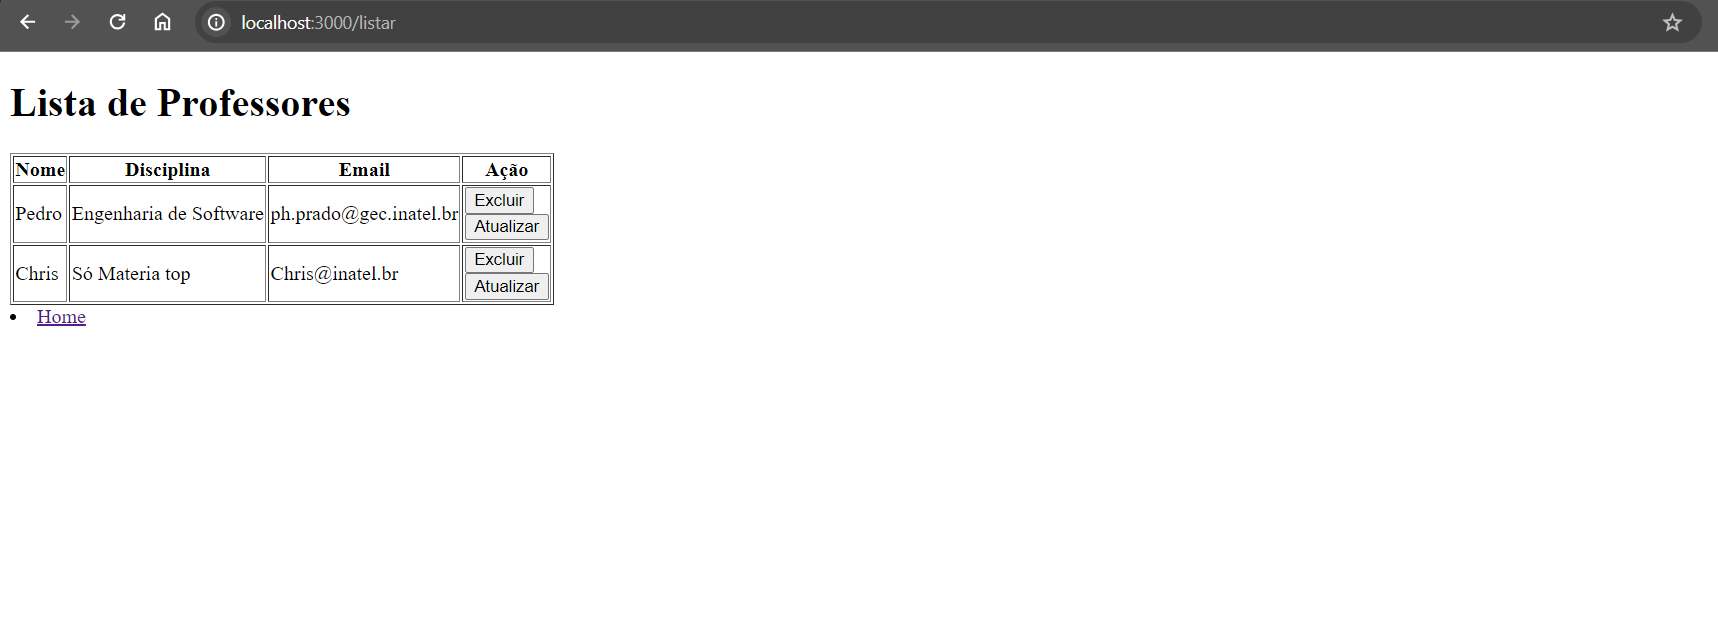 localhost:3000/listar
Lista de Professores
Nome Disciplina Email Ação
Pedro Engenharia de Software ph.prado@gec.inatel.br Excluir
Atualizar
Chris Só Materia top Chris@inatel.br Excluir
Atualizar
Home